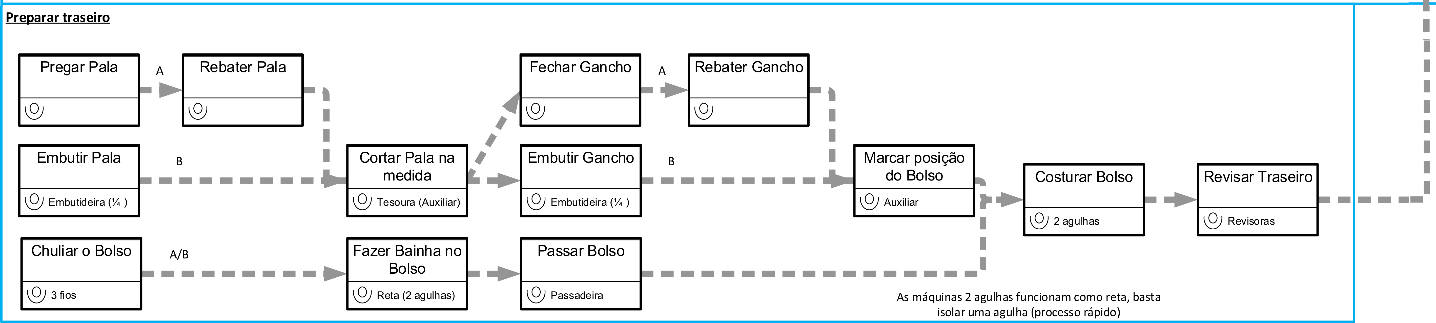 Preparar traseiro
Pregar Pala
A
Rebater Pala
Fechar Gancho
A
Rebater Gancho
Embutir Pala
Embutideira (¼ )
B
Cortar Pala na
medida
Tesoura (Auxiliar)
Embutir Gancho
Embutideira (¼ )
B
Marcar posição
do Bolso
Auxiliar
Costurar Bolso
2 agulhas
Revisar Traseiro
Revisoras
Chuliar o Bolso
3 fios
A/B
Fazer Bainha no
Bolso
Reta (2 agulhas)
Passar Bolso
Passadeira
As máquinas 2 agulhas funcionam como reta, basta
isolar uma agulha (processo rápido)